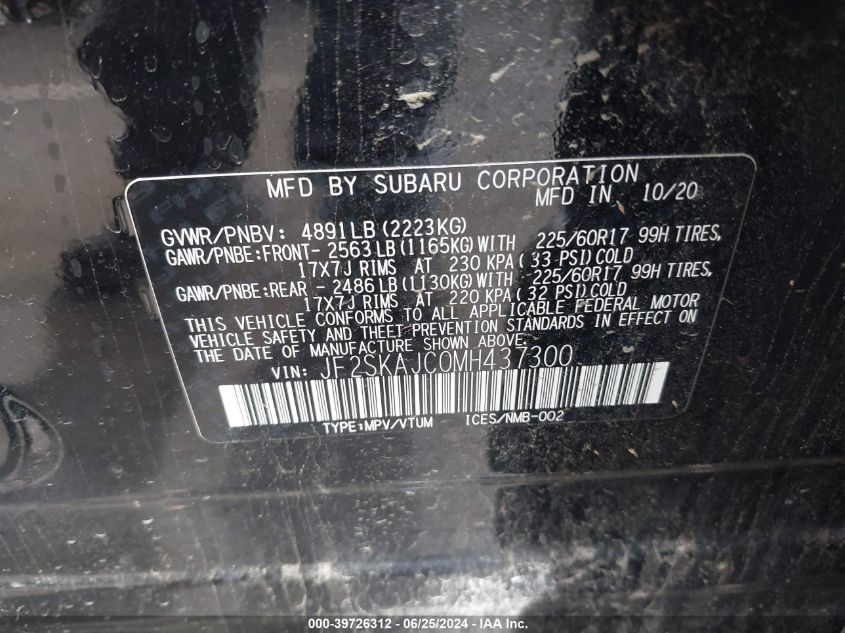 MFD BY SUBARU CORPORATION
MFD IN 10/20
GVWR/PNBV: 4891LB(2223KG)
GAWR/PNBE:FRONT- 2563LB(1165KG)WITH 225/60R17 99H TIRES,
17X7J RIMS AT 230 KPA(33 PSI)COLD
GAWR/PNBE:REAR - 2486LB(1130KG)WITH 225/60R17 99H TIRES,
17X7J RIMS AT 220 KPA(32 PSI)COLD
THIS VEHICLE CONFORMS TO ALL APPLICABLE FEDERAL MOTOR
VEHICLE SAFETY AND THEFT PREVENTION STANDARDS IN EFFECT ON
THE DATE OF MANUFACTURE SHOWN ABOVE.
VIN: JF2SKAJC0MH437300
TYPE:MPV/VTUM ICES/NMB-002
000-39726312 - 06/25/2024 - IAA Inc.